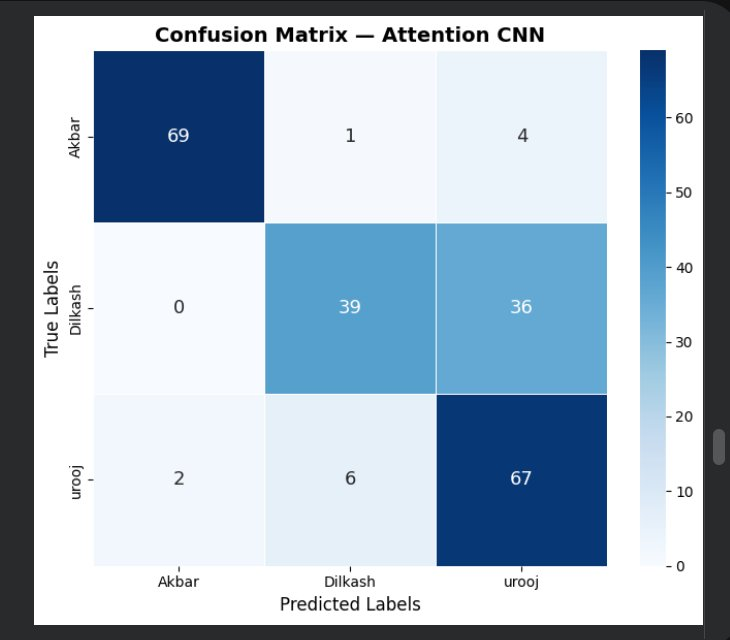 Confusion Matrix — Attention CNN
True Labels
Akbar
69 1 4
Dilkash
0 39 36
urooj
2 6 67
Akbar Dilkash urooj
Predicted Labels
60
50
40
30
20
10
0